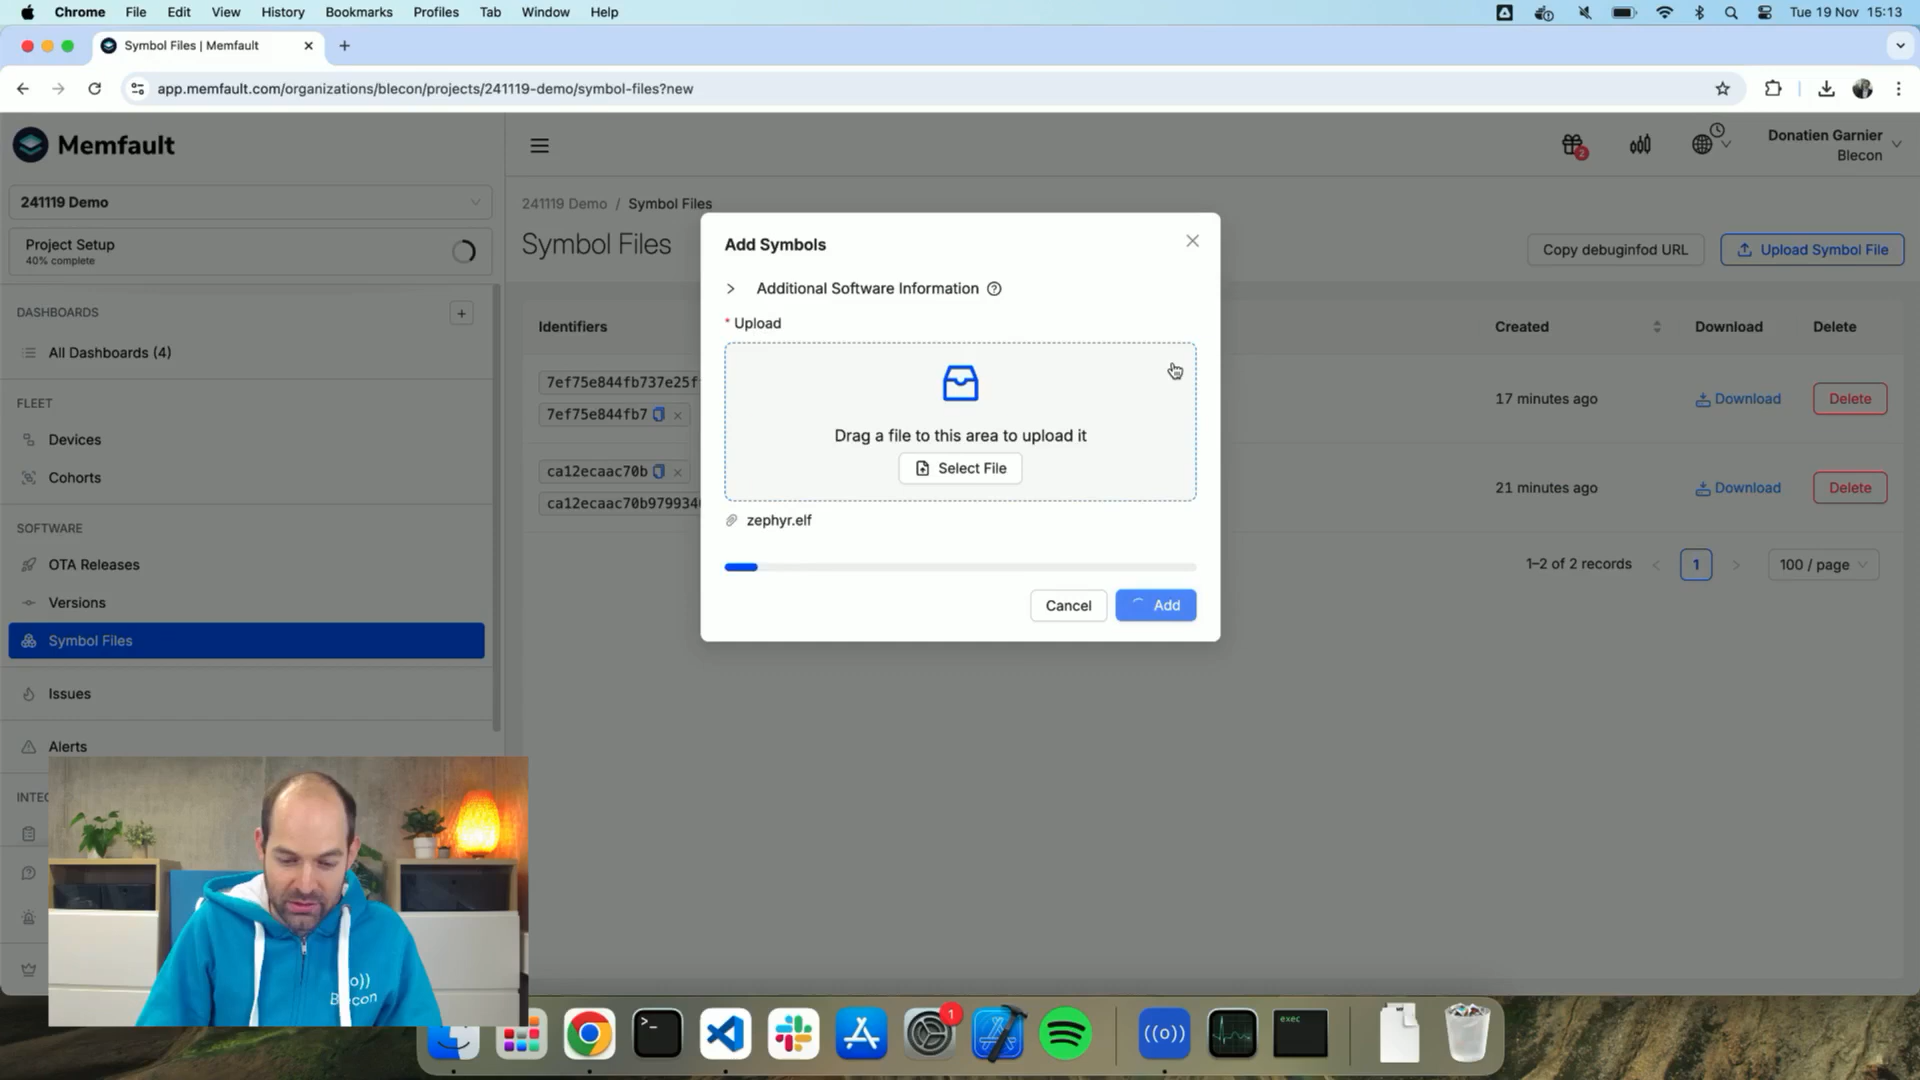 Chrome File Edit View History Bookmarks Profiles Tab Window Help
Tue 19 Nov 15:13
Symbol Files | Memfault
app.memfault.com/organizations/blecon/projects/241119-demo/symbol-files?new
Memfault
2
Donatien Garnier
Blecon
241119 Demo
Project Setup
40% complete
DASHBOARDS
All Dashboards (4)
FLEET
Devices
Cohorts
SOFTWARE
OTA Releases
Versions
Symbol Files
Issues
Alerts
INTEG
241119 Demo / Symbol Files
Symbol Files
Copy debuginfod URL
Upload Symbol File
Identifiers
Created
Download
Delete
7ef75e844fb737e25f
7ef75e844fb7
17 minutes ago
Download
Delete
ca12ecaac70b
ca12ecaac70b979934
21 minutes ago
Download
Delete
1–2 of 2 records
1
100 / page
Add Symbols
Additional Software Information
* Upload
Drag a file to this area to upload it
Select File
zephyr.elf
Cancel
Add
((o))
Blecon
1
((o))
exec